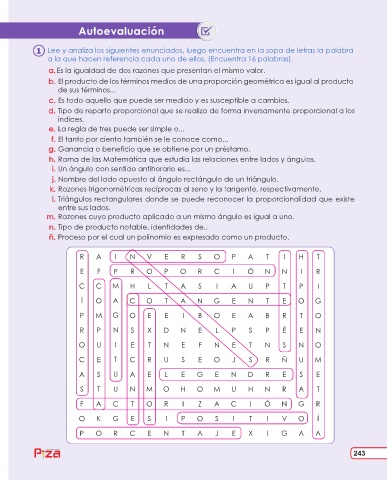 Autoevaluación
1 Lee y analiza los siguientes enunciados, luego encuentra en la sopa de letras la palabra
a la que hacen referencia cada uno de ellos. (Encuentra 16 palabras).
a. Es la igualdad de dos razones que presentan el mismo valor.
b. El producto de los términos medios de una proporción geométrica es igual al producto
de sus términos...
c. Es todo aquello que puede ser medido y es susceptible a cambios.
d. Tipo de reparto proporcional que se realiza de forma inversamente proporcional a los
índices.
e. La regla de tres puede ser simple o...
f. El tanto por ciento también se le conoce como...
g. Ganancia o beneficio que se obtiene por un préstamo.
h. Rama de las Matemática que estudia las relaciones entre lados y ángulos.
i. Un ángulo con sentido antihorario es...
j. Nombre del lado opuesto al ángulo rectángulo de un triángulo.
k. Razones trigonométricas recíprocas al seno y la tangente, respectivamente.
l. Triángulos rectangulares donde se puede reconocer la proporcionalidad que existe
entre sus lados.
m. Razones cuyo producto aplicado a un mismo ángulo es igual a uno.
n. Tipo de producto notable, identidades de..
ñ. Proceso por el cual un polinomio es expresado como un producto.
R A I N V E R S O P A T I H T
E F P R O P O R C I Ó N N I R
C C M H L T A S I A U P T P I
Í O A C O T A N G E N T E O G
P M G O E E I B O E A B R T O
R P N S X D N E L P S P É E N
O U I E T N E F N E T N S N O
C E T C R U S E O J S R Ñ U M
A S U A E L E G E N D R E S E
S T U N M O H O M U H N R A T
F A C T O R I Z A C I Ó N G R
O K G E S I P O S I T I V O Í
P O R C E N T A J E X I G A A
Pizä
243